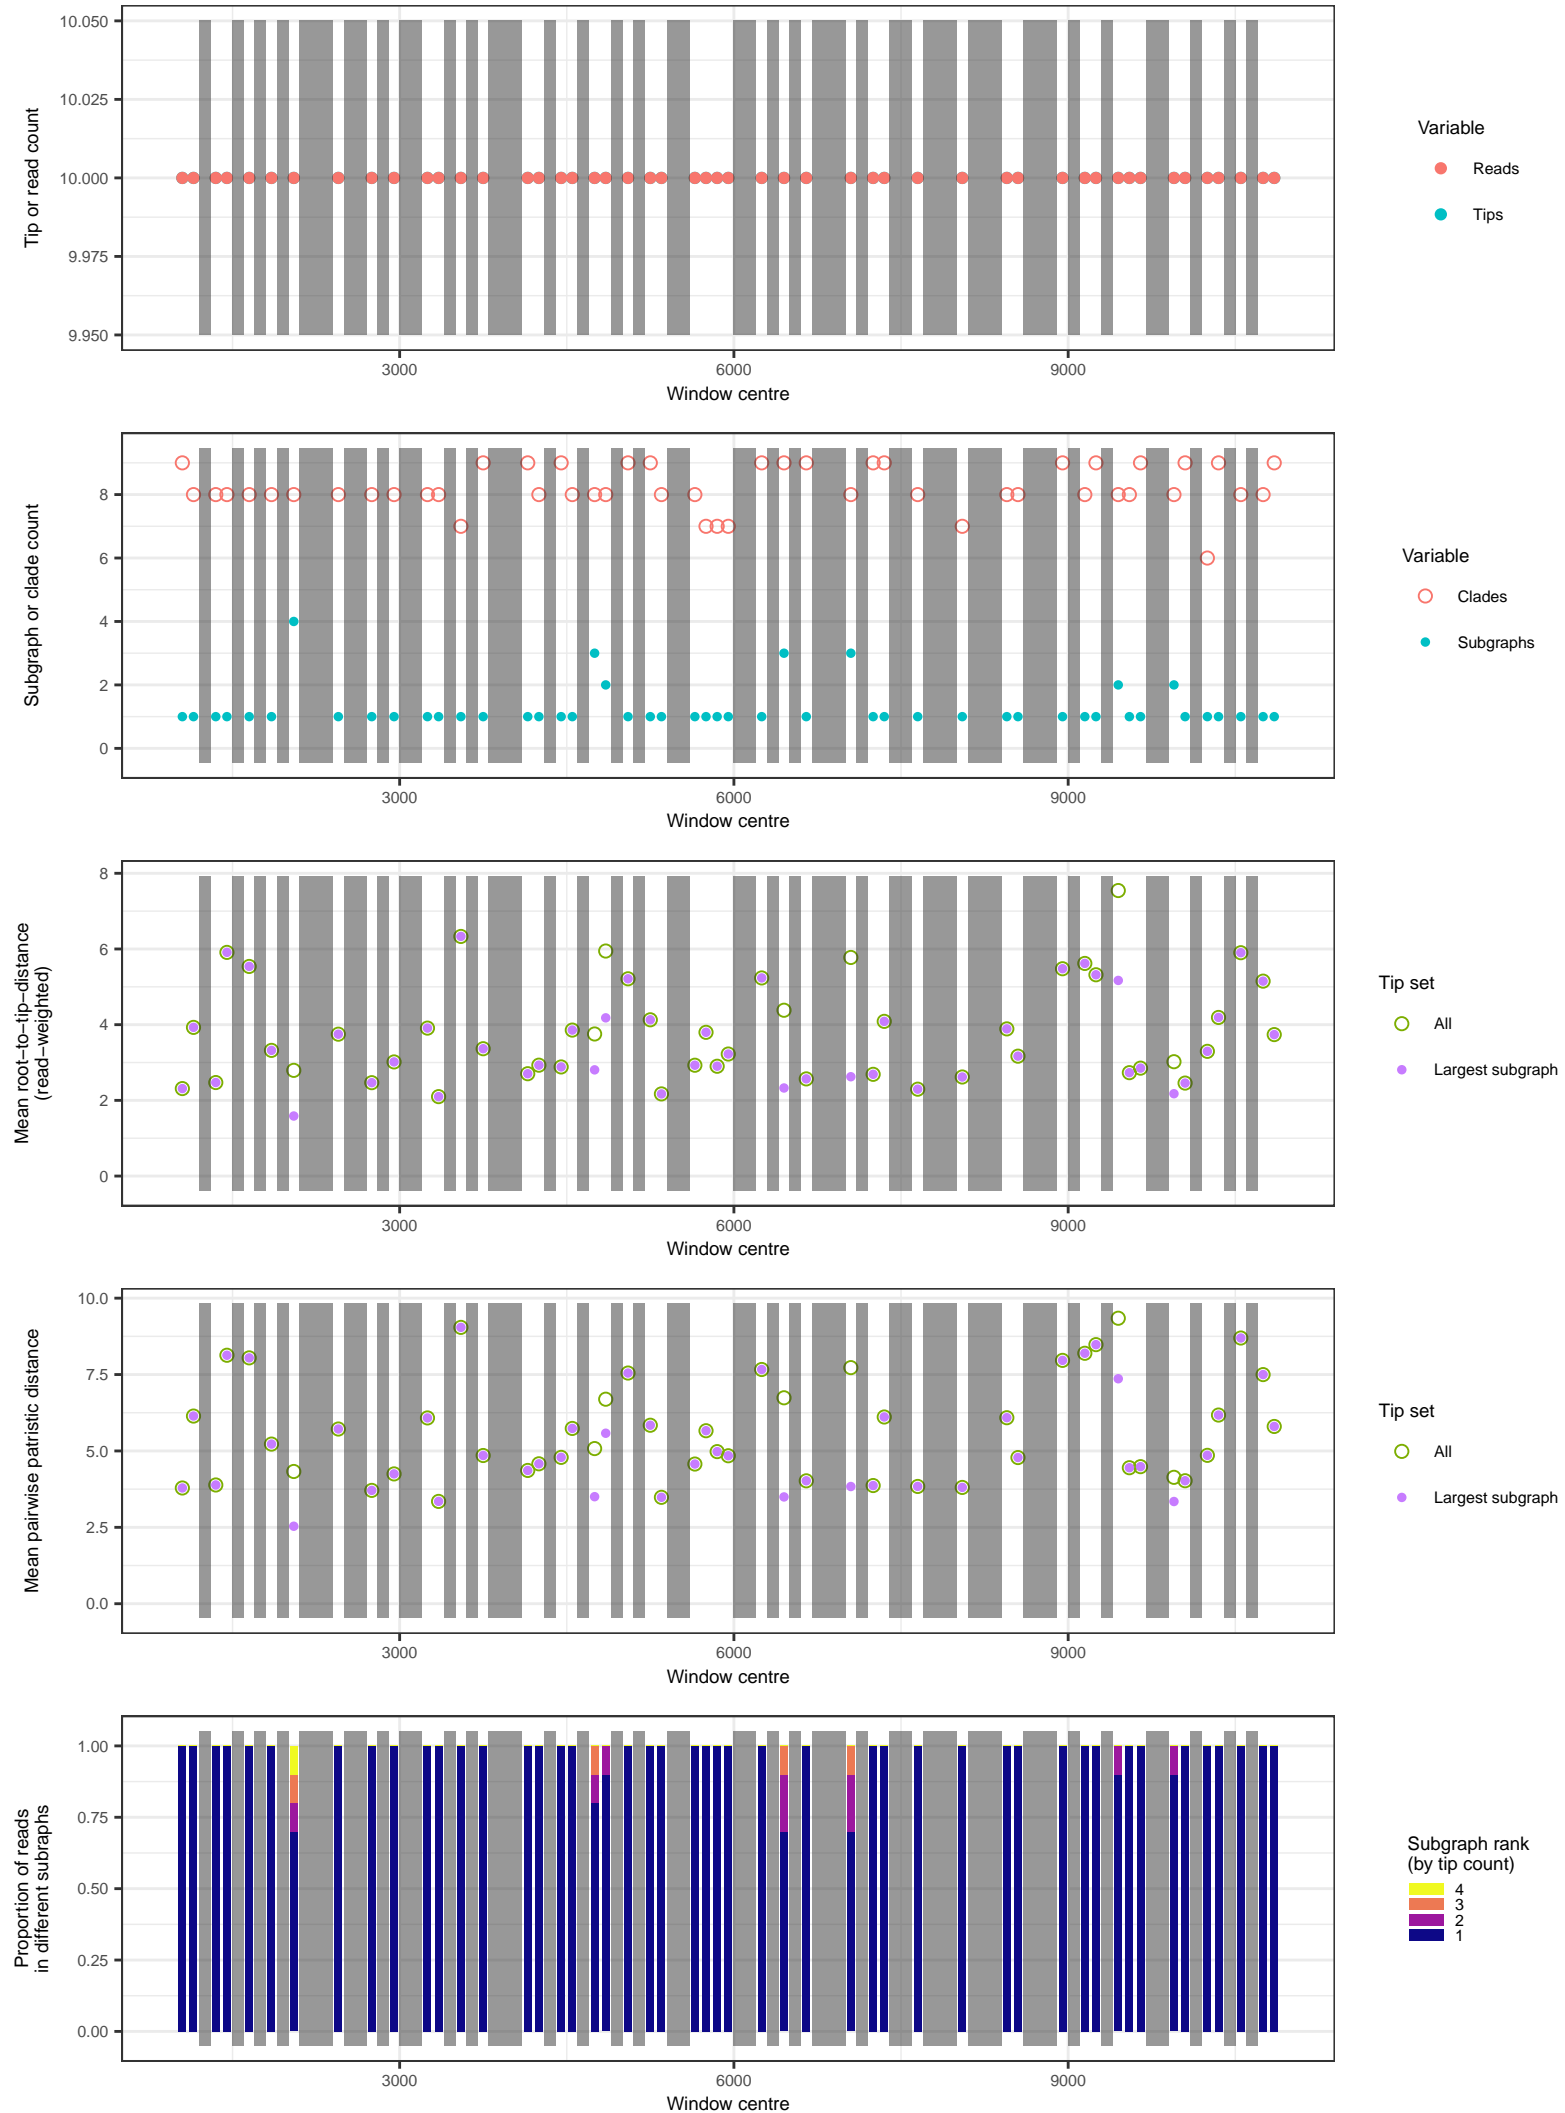 10.050
10.025
10.000
9.975
9.950
Tip or read count
3000
6000
9000
Window centre
Variable
Reads
Tips
8
6
4
2
0
Subgraph or clade count
3000
6000
9000
Window centre
Variable
Clades
Subgraphs
8
6
4
2
0
Mean root−to−tip−distance
(read−weighted)
3000
6000
9000
Window centre
Tip set
All
Largest subgraph
10.0
7.5
5.0
2.5
0.0
Mean pairwise patristic distance
3000
6000
9000
Window centre
Tip set
All
Largest subgraph
1.00
0.75
0.50
0.25
0.00
Proportion of reads
in different subraphs
3000
6000
9000
Window centre
Subgraph rank
(by tip count)
4
3
2
1